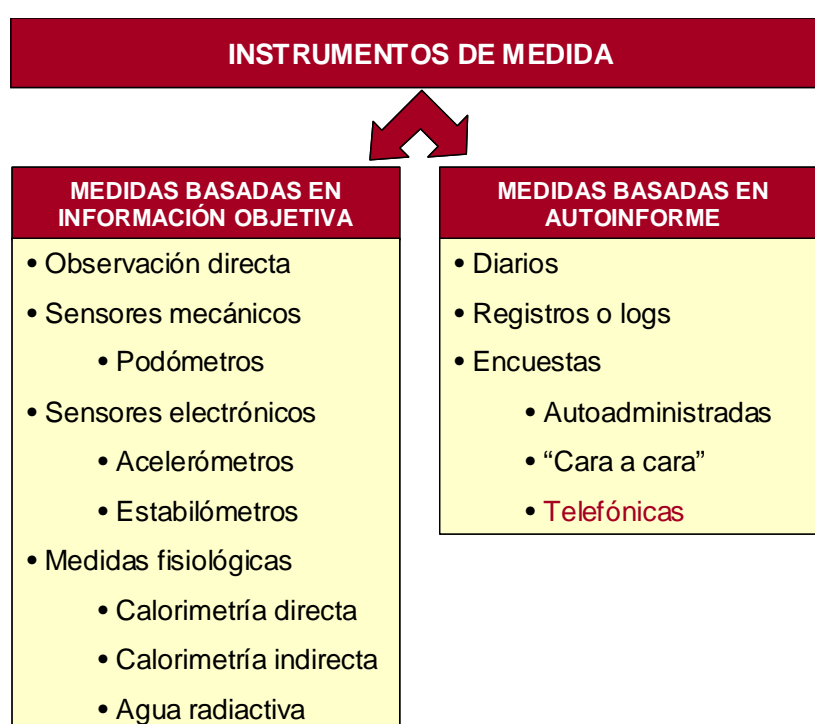 INSTRUMENTOS DE MEDIDA
MEDIDAS BASADAS EN
INFORMACIÓN OBJETIVA
• Observación directa
• Sensores mecánicos
• Podómetros
• Sensores electrónicos
• Acelerómetros
• Estabilómetros
• Medidas fisiológicas
• Calorimetría directa
• Calorimetría indirecta
• Agua radiactiva
MEDIDAS BASADAS EN
AUTOINFORME
• Diarios
• Registros o logs
• Encuestas
• Autoadministradas
• “Cara a cara”
• Telefónicas